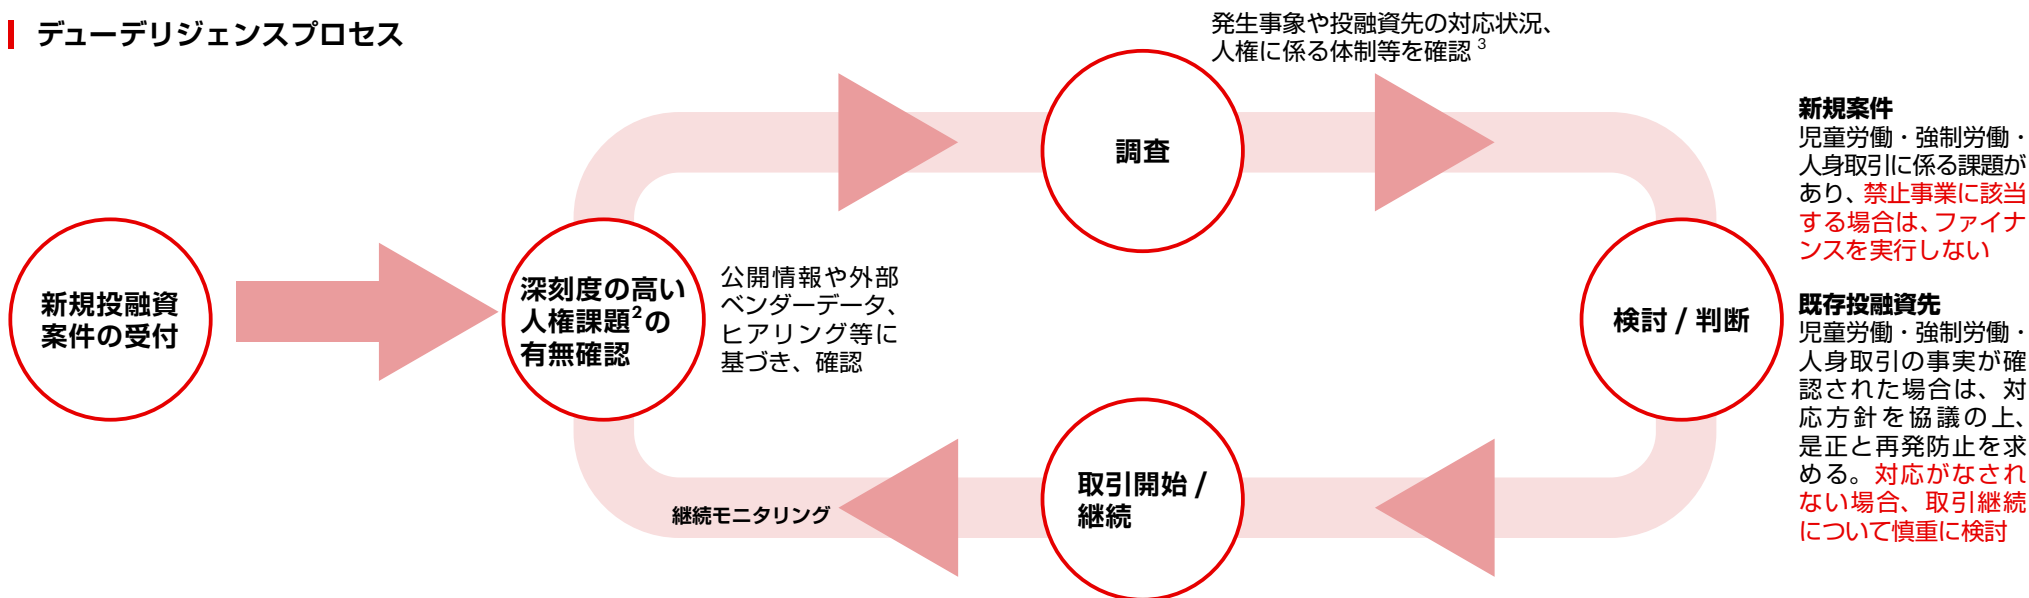 デューデリジェンスプロセス
新規投融資
案件の受付
深刻度の高い
人権課題2の
有無確認
公開情報や外部
ベンダーデータ、
ヒアリング等に
基づき、確認
発生事象や投融資先の対応状況、
人権に係る体制等を確認3
調査
検討 / 判断
新規案件
児童労働・強制労働・
人身取引に係る課題が
あり、禁止事業に該当
する場合は、ファイナ
ンスを実行しない
既存投融資先
児童労働・強制労働・
人身取引の事実が確
認された場合は、対
応方針を協議の上、
是正と再発防止を求
める。対応がなされ
ない場合、取引継続
について慎重に検討
取引開始 /
継続
継続モニタリング